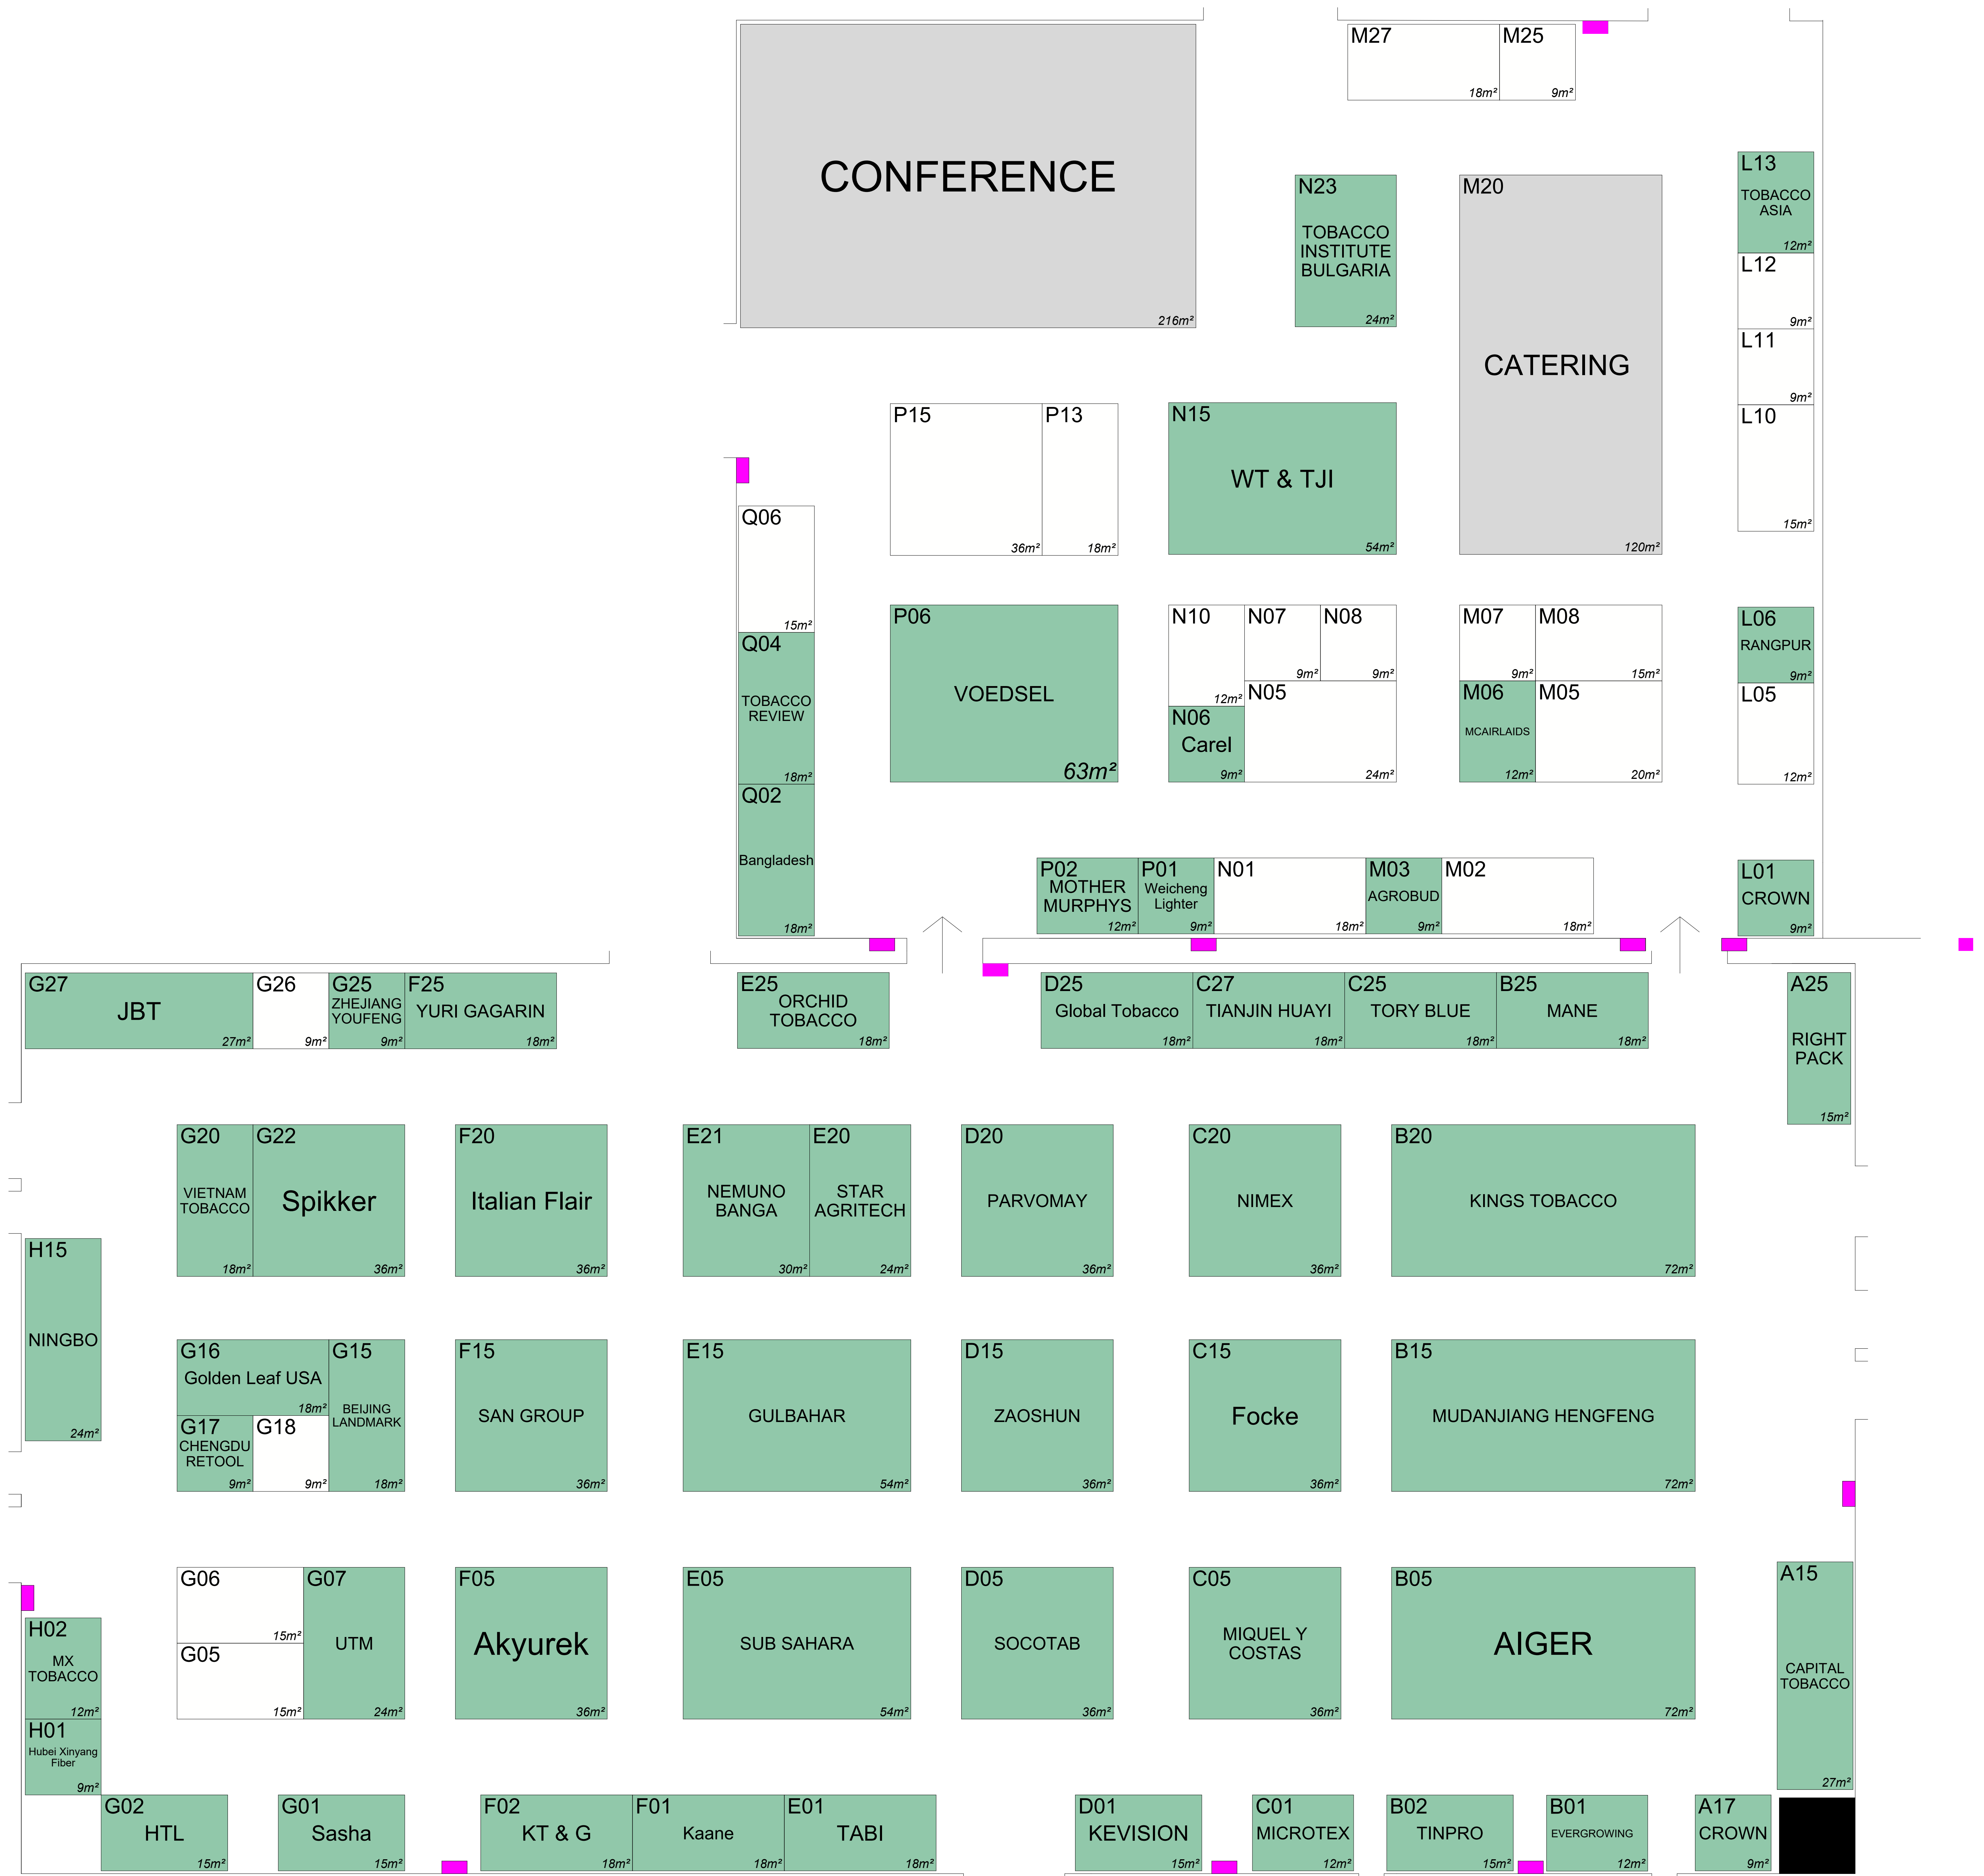 CONFERENCE
216m²
M27
18m²
M25
9m²
N23
TOBACCO
INSTITUTE
BULGARIA
24m²
M20
CATERING
120m²
L13
TOBACCO
ASIA
12m²
L12
9m²
L11
9m²
L10
15m²
P15
36m²
P13
18m²
N15
WT & TJI
54m²
Q06
15m²
Q04
TOBACCO
REVIEW
18m²
Q02
Bangladesh
18m²
P06
VOEDSEL
63m²
N10
12m²
N07
9m²
N08
9m²
N06
Carel
9m²
N05
24m²
M07
9m²
M08
15m²
M06
MCAIRLAIDS
12m²
M05
20m²
L06
RANGPUR
9m²
L05
12m²
P02
MOTHER
MURPHYS
12m²
P01
Weicheng
Lighter
9m²
N01
18m²
M03
AGROBUD
9m²
M02
18m²
L01
CROWN
9m²
G27
JBT
27m²
G26
9m²
G25
ZHEJIANG
YOUFENG
9m²
F25
YURI GAGARIN
18m²
E25
ORCHID
TOBACCO
18m²
D25
Global Tobacco
18m²
C27
TIANJIN HUAYI
18m²
C25
TORY BLUE
18m²
B25
MANE
18m²
A25
RIGHT
PACK
15m²
G20
VIETNAM
TOBACCO
18m²
G22
Spikker
36m²
F20
Italian Flair
36m²
E21
NEMUNO
BANGA
30m²
E20
STAR
AGRITECH
24m²
D20
PARVOMAY
36m²
C20
NIMEX
36m²
B20
KINGS TOBACCO
72m²
H15
NINGBO
24m²
G16
Golden Leaf USA
18m²
G15
BEIJING
LANDMARK
18m²
G17
CHENGDU
RETOOL
9m²
G18
9m²
F15
SAN GROUP
36m²
E15
GULBAHAR
54m²
D15
ZAOSHUN
36m²
C15
Focke
36m²
B15
MUDANJIANG HENGFENG
72m²
G06
15m²
G05
15m²
G07
UTM
24m²
F05
Akyurek
36m²
E05
SUB SAHARA
54m²
D05
SOCOTAB
36m²
C05
MIQUEL Y
COSTAS
36m²
B05
AIGER
72m²
A15
CAPITAL
TOBACCO
27m²
H02
MX
TOBACCO
12m²
H01
Hubei Xinyang
Fiber
9m²
G02
HTL
15m²
G01
Sasha
15m²
F02
KT & G
18m²
F01
Kaane
18m²
E01
TABI
18m²
D01
KEVISION
15m²
C01
MICROTEX
12m²
B02
TINPRO
15m²
B01
EVERGROWING
12m²
A17
CROWN
9m²